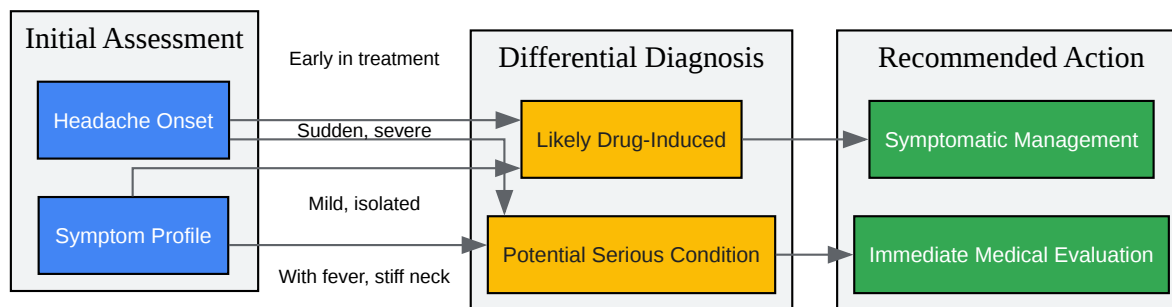 Initial Assessment
Headache Onset
Symptom Profile
Early in treatment
Sudden, severe
Mild, isolated
With fever, stiff neck
Differential Diagnosis
Likely Drug-Induced
Potential Serious Condition
Recommended Action
Symptomatic Management
Immediate Medical Evaluation